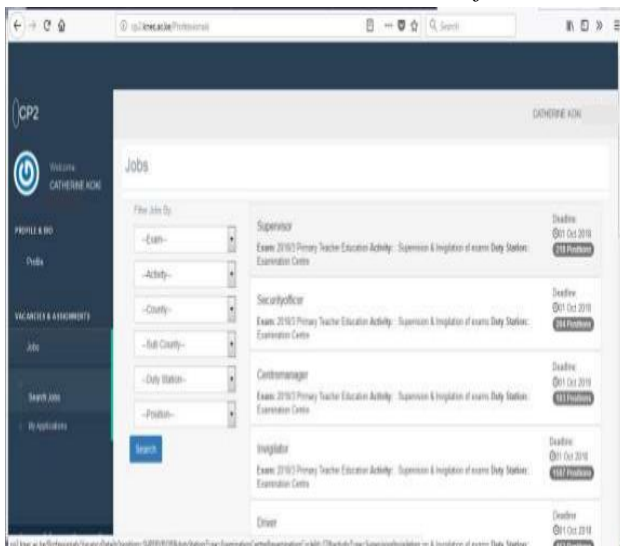 cp2.knec.ac.ke/Professionals
Search
CP2
CATHERINE KOKI
Welcome
CATHERINE KOKI
Jobs
PROFILE & BIO
Profile
VACANCIES & ASSIGNMENTS
Jobs
Search Jobs
My Applications
Filter Jobs By:
--Exam--
--Activity--
--County--
--Sub County--
--Duty Station--
--Position--
Search
Supervisor
Exam: 2018/3 Primary Teacher Education Activity: : Supervision & Invigilation of exams Duty Station:
Examination Centre
Deadline:
01 Oct 2018
Securityofficer
Exam: 2018/3 Primary Teacher Education Activity: : Supervision & Invigilation of exams Duty Station:
Examination Centre
Deadline:
01 Oct 2018
Centremanager
Exam: 2018/3 Primary Teacher Education Activity: : Supervision & Invigilation of exams Duty Station:
Examination Centre
Deadline:
01 Oct 2018
Invigilator
Exam: 2018/3 Primary Teacher Education Activity: : Supervision & Invigilation of exams Duty Station:
Examination Centre
Deadline:
01 Oct 2018
Driver
Deadline:
01 Oct 2018